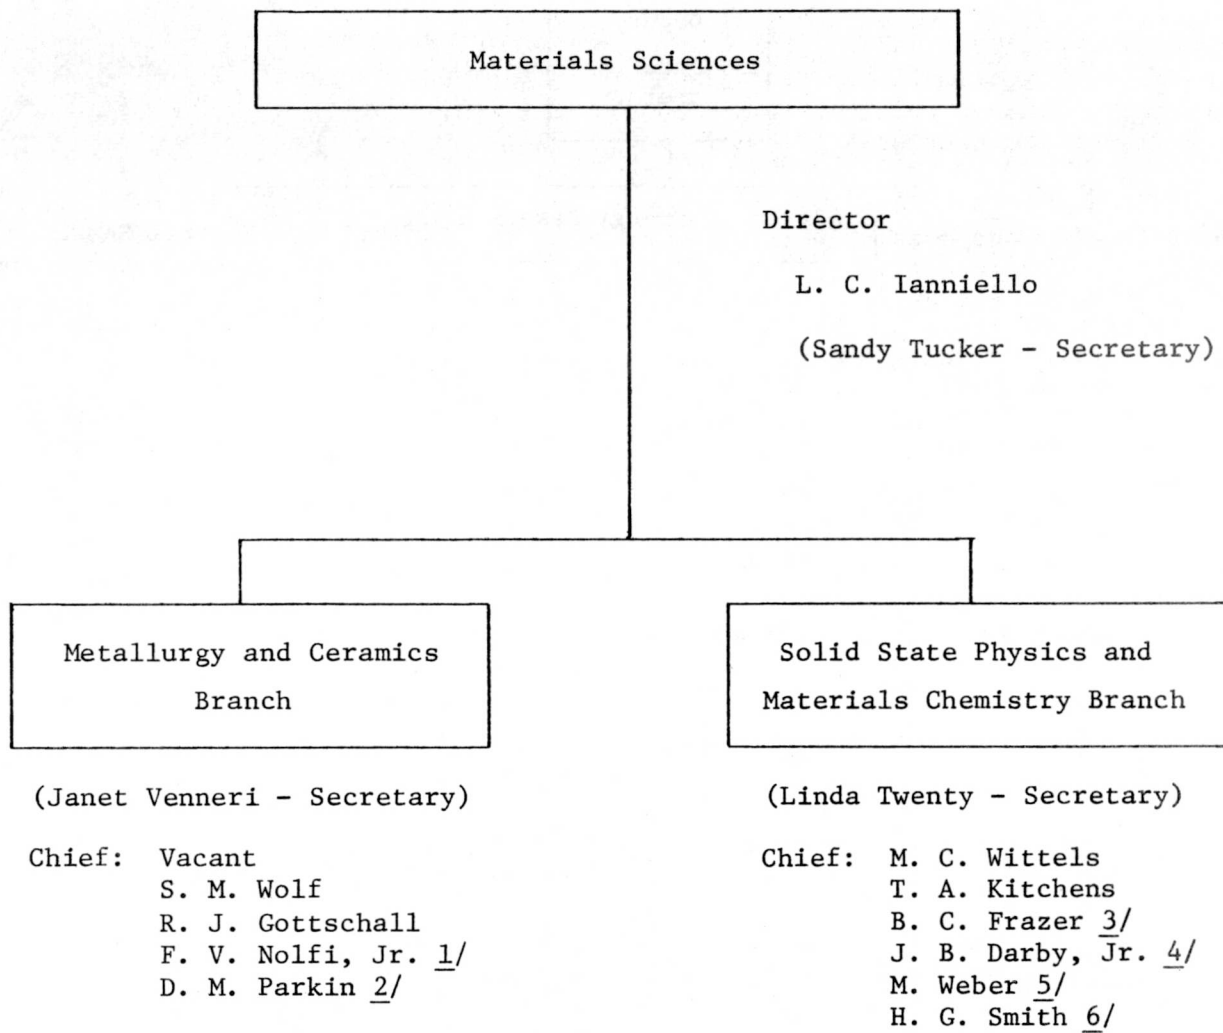 Materials Sciences
Director
L. C. Ianniello
(Sandy Tucker - Secretary)
Metallurgy and Ceramics
Branch
(Janet Venneri - Secretary)
Chief: Vacant
S. M. Wolf
R. J. Gottschall
F. V. Nolfi, Jr. 1/
D. M. Parkin 2/
Solid State Physics and
Materials Chemistry Branch
(Linda Twenty - Secretary)
Chief: M. C. Wittels
T. A. Kitchens
B. C. Frazer 3/
J. B. Darby, Jr. 4/
M. Weber 5/
H. G. Smith 6/